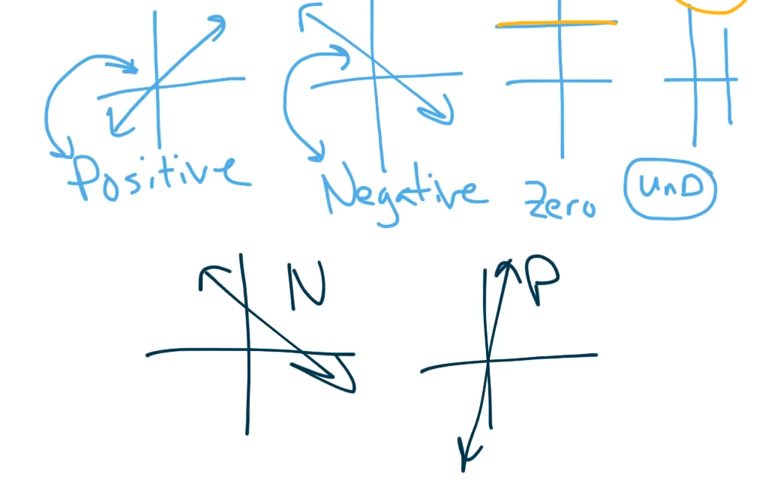 Positive
Negative
Zero
UnD
N
P